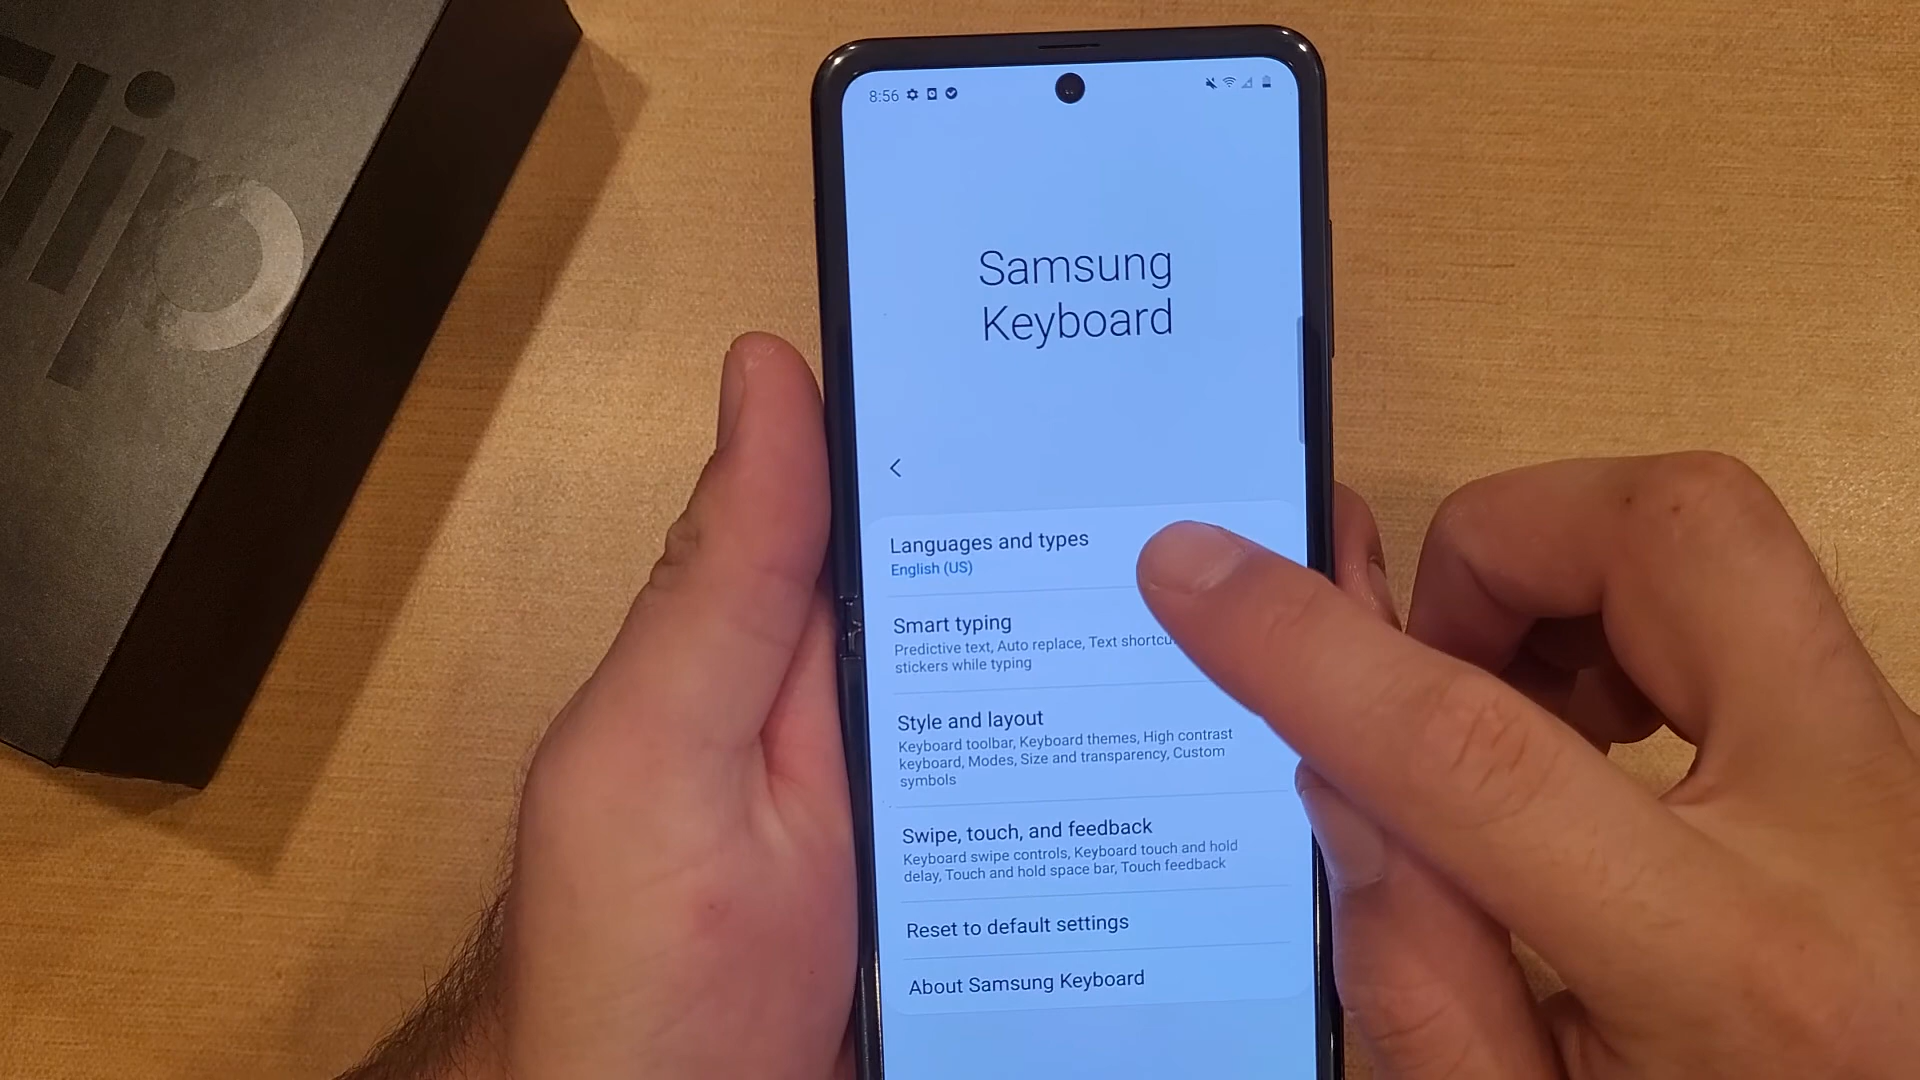 Flip
8:56
Samsung
Keyboard
Languages and types
English (US)
Smart typing
Predictive text, Auto replace, Text shortcu
stickers while typing
Style and layout
Keyboard toolbar, Keyboard themes, High contrast
keyboard, Modes, Size and transparency, Custom
symbols
Swipe, touch, and feedback
Keyboard swipe controls, Keyboard touch and hold
delay, Touch and hold space bar, Touch feedback
Reset to default settings
About Samsung Keyboard